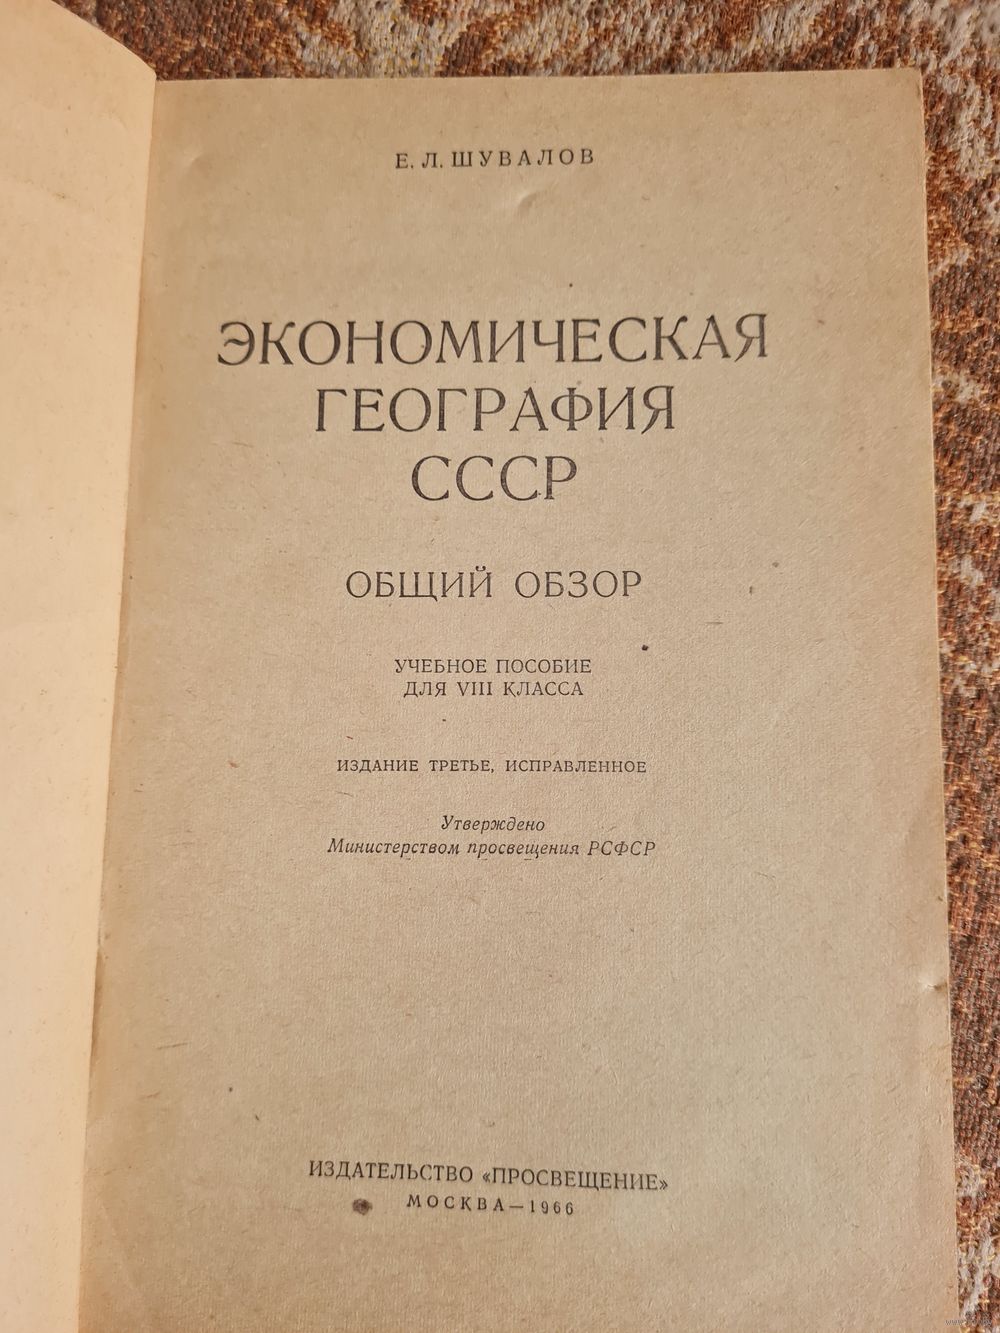 Е. Л. ШУВАЛОВ
ЭКОНОМИЧЕСКАЯ
ГЕОГРАФИЯ
СССР
ОБЩИЙ ОБЗОР
УЧЕБНОЕ ПОСОБИЕ
ДЛЯ VIII КЛАССА
ИЗДАНИЕ ТРЕТЬЕ, ИСПРАВЛЕННОЕ
Утверждено
Министерством просвещения РСФСР
ИЗДАТЕЛЬСТВО «ПРОСВЕЩЕНИЕ»
МОСКВА — 1966